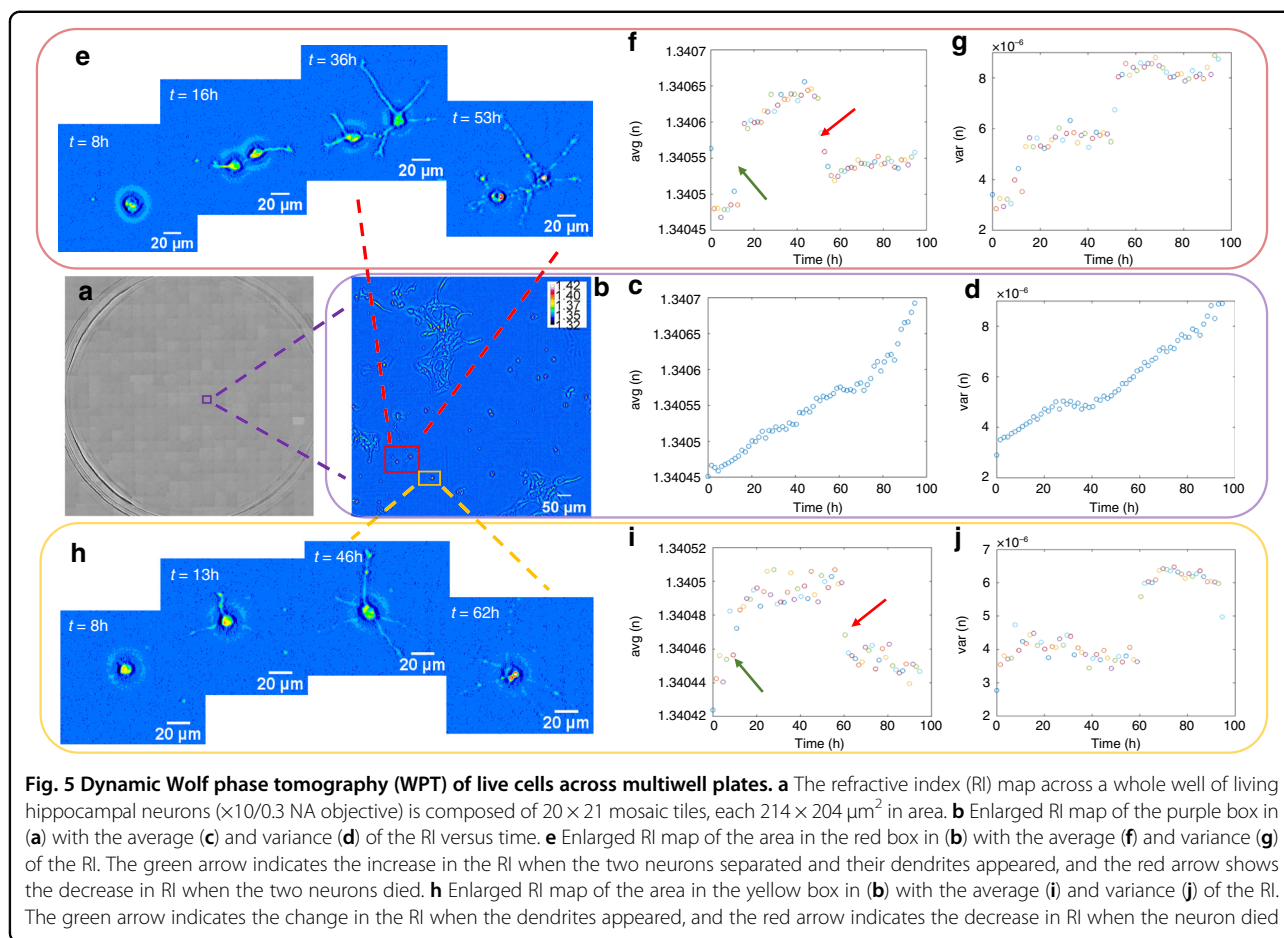 e
t = 8h
20 µm
t = 16h
20 µm
t = 36h
20 µm
t = 53h
20 µm
f
1.3407
1.34065
1.3406
1.34055
1.3405
1.34045
avg (n)
0 20 40 60 80 100
Time (h)
g
×10⁻⁶
8
6
4
2
var (n)
0 20 40 60 80 100
Time (h)
a
b
1.42
1.40
1.37
1.35
1.32
50 µm
c
1.3407
1.34065
1.3406
1.34055
1.3405
1.34045
avg (n)
0 20 40 60 80 100
Time (h)
d
×10⁻⁶
8
6
4
2
var (n)
0 20 40 60 80 100
Time (h)
h
t = 8h
20 µm
t = 13h
20 µm
t = 46h
20 µm
t = 62h
20 µm
i
1.34052
1.3405
1.34048
1.34046
1.34044
1.34042
avg (n)
0 20 40 60 80 100
Time (h)
j
×10⁻⁶
7
6
5
4
3
2
var (n)
0 20 40 60 80 100
Time (h)
Fig. 5 Dynamic Wolf phase tomography (WPT) of live cells across multiwell plates. a The refractive index (RI) map across a whole well of living
hippocampal neurons (×10/0.3 NA objective) is composed of 20 × 21 mosaic tiles, each 214 × 204 µm² in area. b Enlarged RI map of the purple box in
(a) with the average (c) and variance (d) of the RI versus time. e Enlarged RI map of the area in the red box in (b) with the average (f) and variance (g)
of the RI. The green arrow indicates the increase in the RI when the two neurons separated and their dendrites appeared, and the red arrow shows
the decrease in RI when the two neurons died. h Enlarged RI map of the area in the yellow box in (b) with the average (i) and variance (j) of the RI.
The green arrow indicates the change in the RI when the dendrites appeared, and the red arrow indicates the decrease in RI when the neuron died